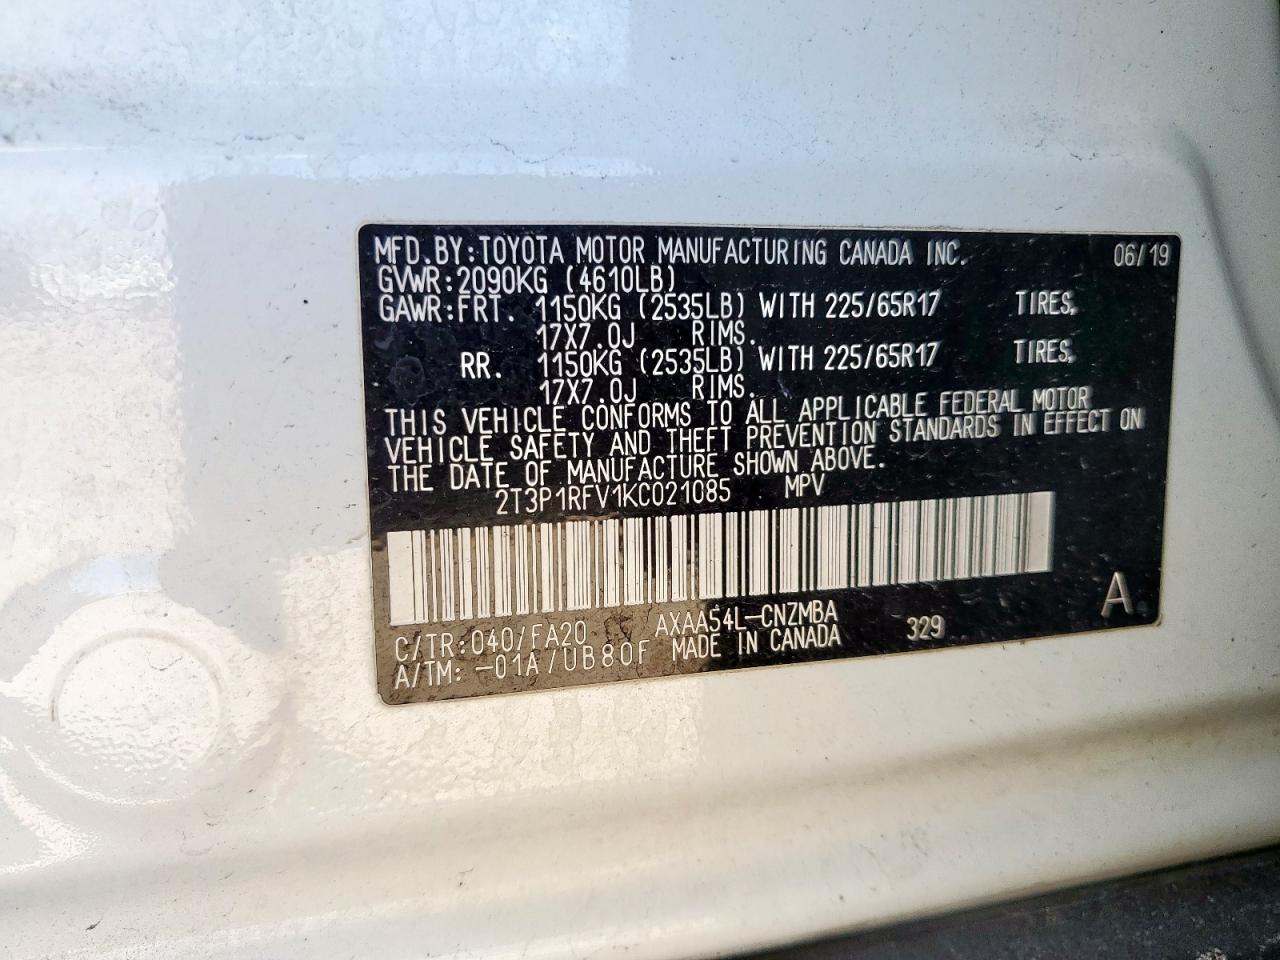 MFD.BY:TOYOTA MOTOR MANUFACTURING CANADA INC. 06/19
GVWR:2090KG (4610LB)
GAWR:FRT. 1150KG (2535LB) WITH 225/65R17 TIRES,
17X7.0J RIMS.
RR. 1150KG (2535LB) WITH 225/65R17 TIRES,
17X7.0J RIMS.
THIS VEHICLE CONFORMS TO ALL APPLICABLE FEDERAL MOTOR
VEHICLE SAFETY AND THEFT PREVENTION STANDARDS IN EFFECT ON
THE DATE OF MANUFACTURE SHOWN ABOVE.
2T3P1RFV1KC021085 MPV
C/TR:040/FA20 AXAA54L-CNZMBA 329 A
A/TM: -01A/UB80F MADE IN CANADA